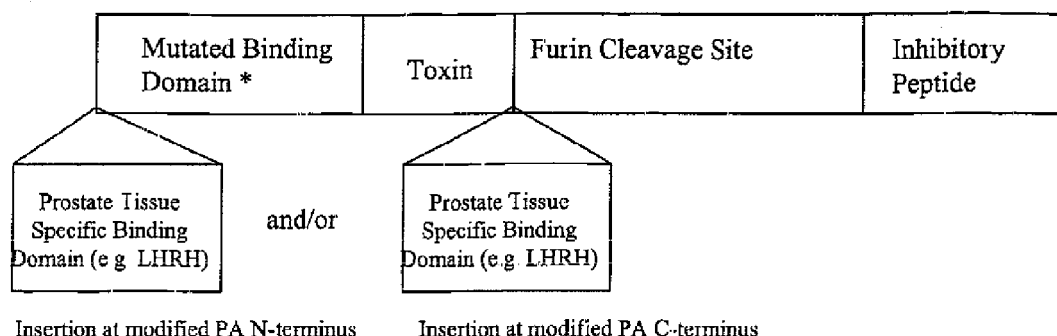 Mutated Binding
Domain *
Toxin
Furin Cleavage Site
Inhibitory
Peptide
Prostate Tissue
Specific Binding
Domain (e g LHRH)
and/or
Prostate Tissue
Specific Binding
Domain (e.g. LHRH)
Insertion at modified PA N-terminus
Insertion at modified PA C-terminus